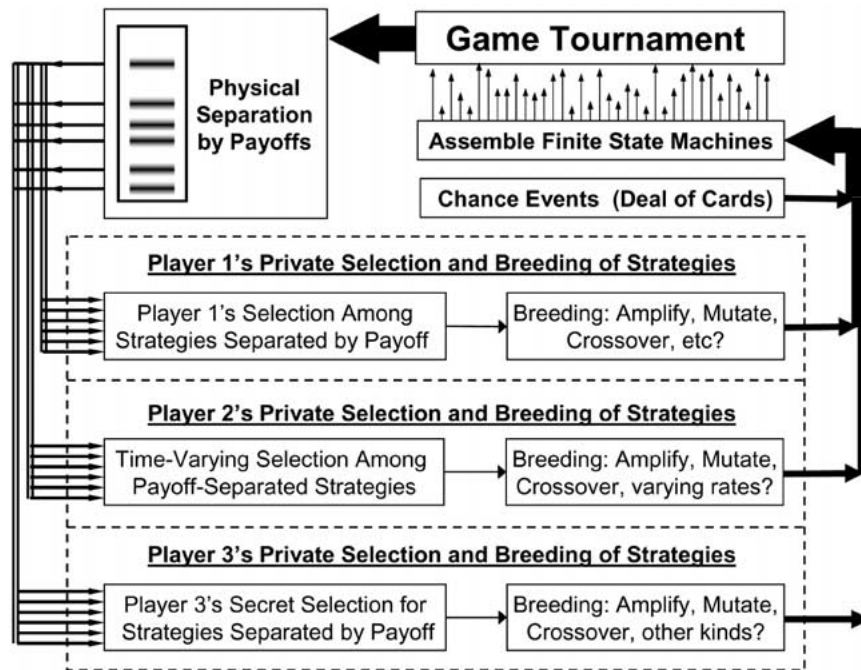 Physical
Separation
by Payoffs
Game Tournament
Assemble Finite State Machines
Chance Events (Deal of Cards)
Player 1's Private Selection and Breeding of Strategies
Player 1's Selection Among
Strategies Separated by Payoff
Breeding: Amplify, Mutate,
Crossover, etc?
Player 2's Private Selection and Breeding of Strategies
Time-Varying Selection Among
Payoff-Separated Strategies
Breeding: Amplify, Mutate,
Crossover, varying rates?
Player 3's Private Selection and Breeding of Strategies
Player 3's Secret Selection for
Strategies Separated by Payoff
Breeding: Amplify, Mutate,
Crossover, other kinds?